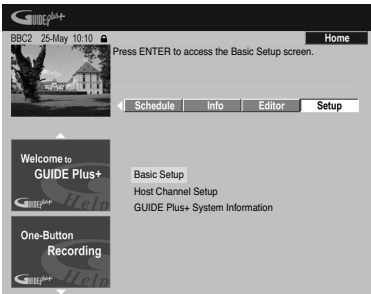 GUIDE Plus+
BBC2 25-May 10:10
Home
Press ENTER to access the Basic Setup screen.
Schedule Info Editor Setup
Welcome to
GUIDE Plus+
GUIDE Plus+ Help
Basic Setup
Host Channel Setup
GUIDE Plus+ System Information
One-Button
Recording
GUIDE Plus+ Help